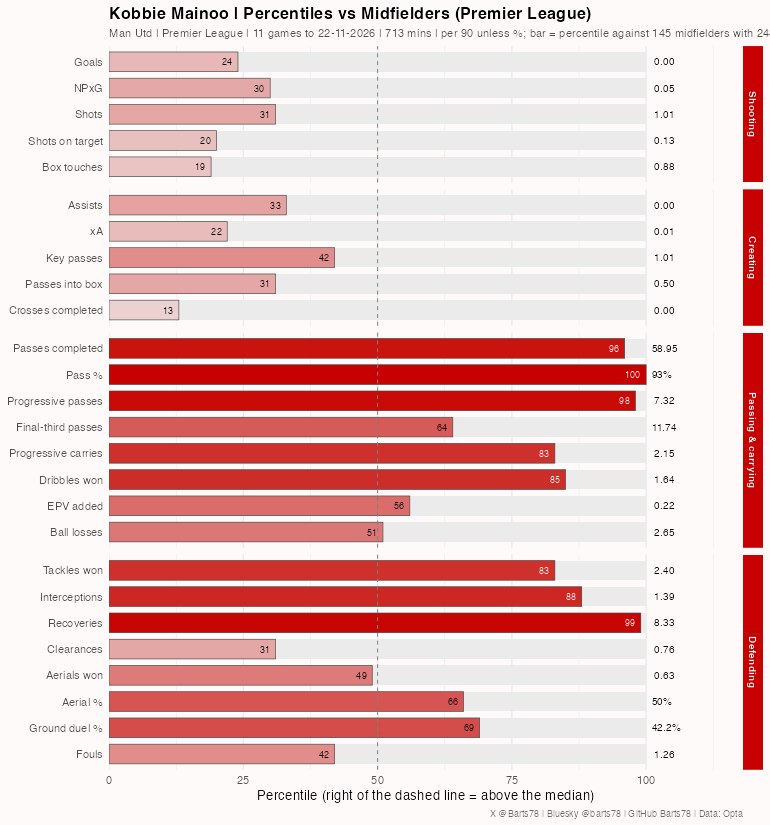 Kobbie Mainoo | Percentiles vs Midfielders (Premier League)
Man Utd | Premier League | 11 games to 22-11-2026 | 713 mins | per 90 unless %; bar = percentile against 145 midfielders with 24
Goals 24 0.00
NPxG 30 0.05
Shots 31 1.01
Shots on target 20 0.13
Box touches 19 0.88
Shooting
Assists 33 0.00
xA 22 0.01
Key passes 42 1.01
Passes into box 31 0.50
Crosses completed 13 0.00
Creating
Passes completed 96 58.95
Pass % 100 93%
Progressive passes 98 7.32
Final-third passes 64 11.74
Progressive carries 83 2.15
Dribbles won 85 1.64
EPV added 56 0.22
Ball losses 51 2.65
Passing & carrying
Tackles won 83 2.40
Interceptions 88 1.39
Recoveries 99 8.33
Clearances 31 0.76
Aerials won 49 0.63
Aerial % 66 50%
Ground duel % 69 42.2%
Fouls 42 1.26
Defending
0 25 50 75 100
Percentile (right of the dashed line = above the median)
X @Barts78 | Bluesky @barts78 | GitHub Barts78 | Data: Opta